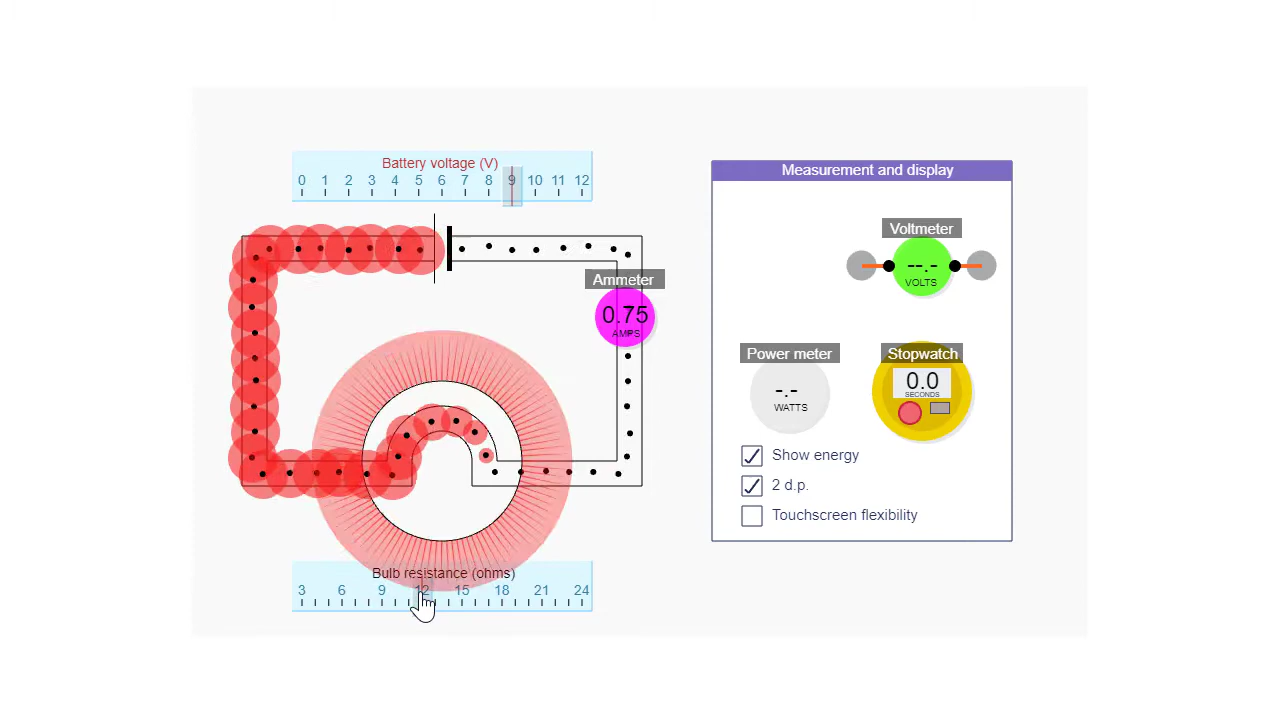 Battery voltage (V)
0 1 2 3 4 5 6 7 8 9 10 11 12
Measurement and display
Voltmeter
--.-
VOLTS
Ammeter
0.75
AMPS
Power meter
-.-
WATTS
Stopwatch
0.0
SECONDS
Show energy
2 d.p.
Touchscreen flexibility
Bulb resistance (ohms)
3 6 9 12 15 18 21 24